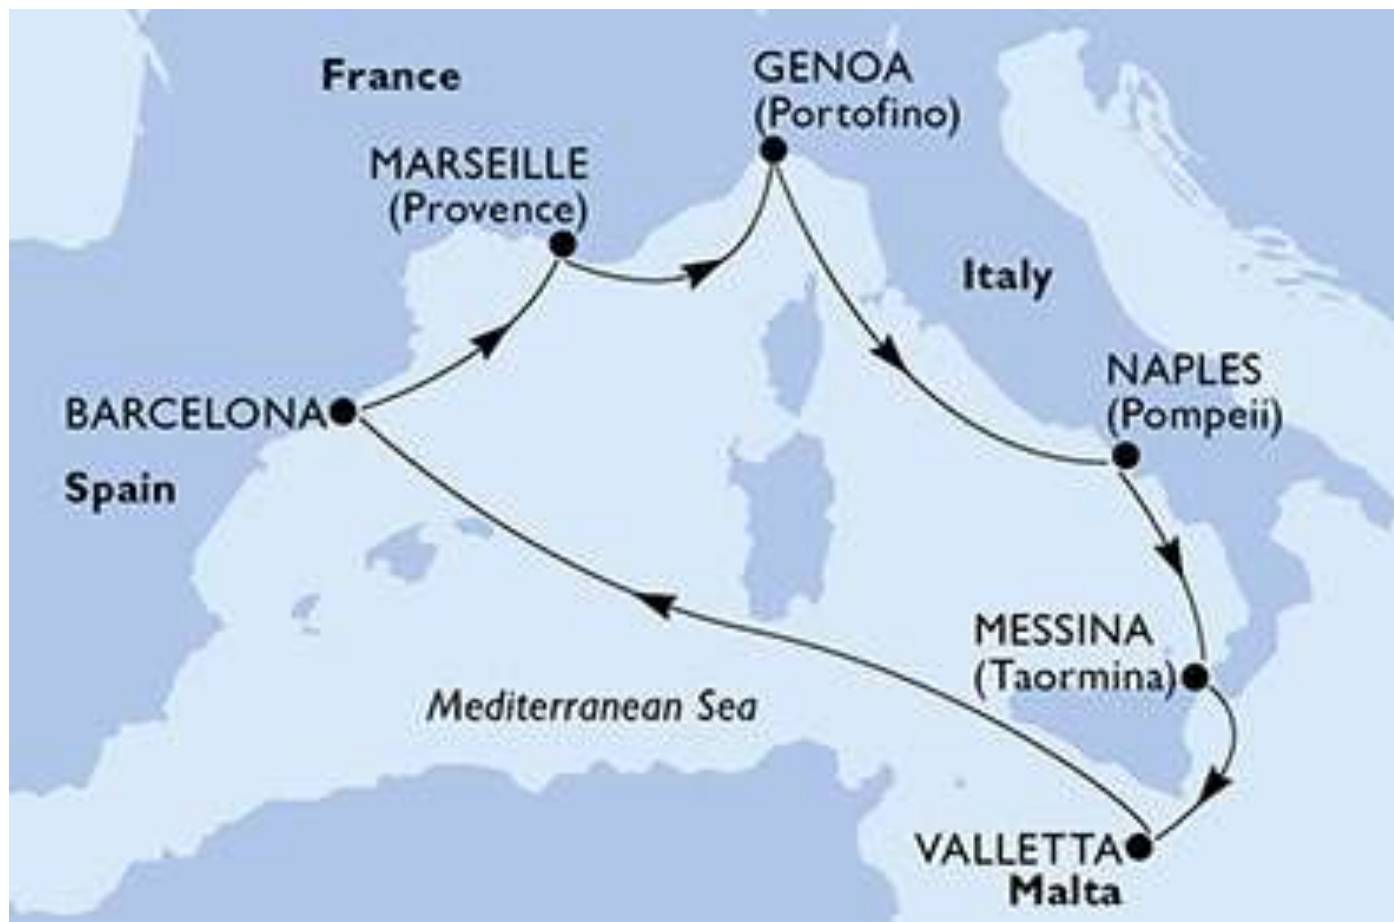 France
GENOA
(Portofino)
MARSEILLE
(Provence)
Italy
NAPLES
(Pompeii)
BARCELONA
Spain
MESSINA
(Taormina)
Mediterranean Sea
VALLETTA
Malta